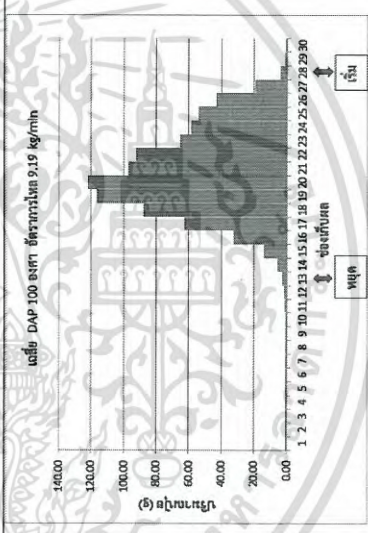 เฉลี่ย DAP 100 องศา อัตราการไหล 9.19 kg/min
ปริมาณปุ๋ย (g)
140.00
120.00
100.00
80.00
60.00
40.00
20.00
0.00
1 2 3 4 5 6 7 8 9 10 11 12 13 14 15 16 17 18 19 20 21 22 23 24 25 26 27 28 29 30
ช่องเก็บผล
หยุด
เริ่ม